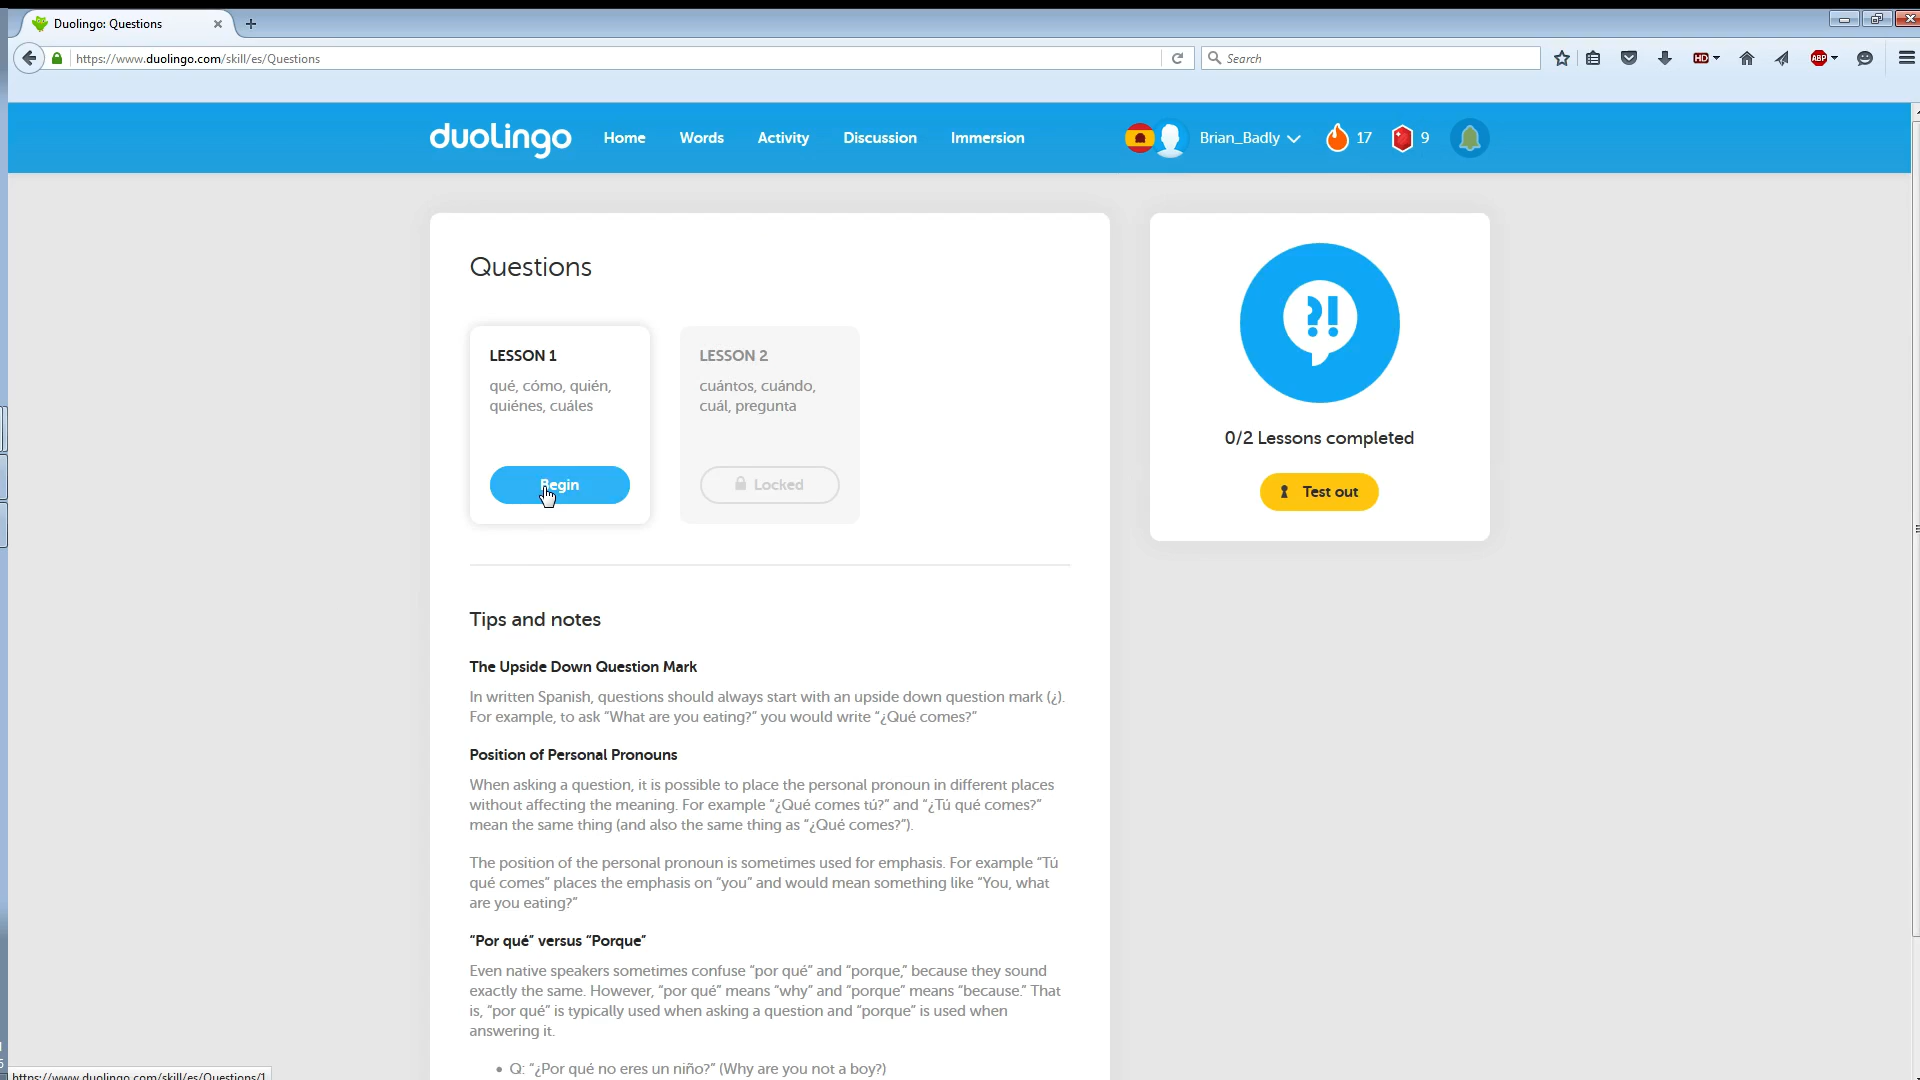 Duolingo: Questions
https://www.duolingo.com/skill/es/Questions
Search
HD
ABP
duolingo
Home
Words
Activity
Discussion
Immersion
Brian_Badly
17
9
Questions
LESSON 1
qué, cómo, quién,
quiénes, cuáles
Begin
LESSON 2
cuántos, cuándo,
cuál, pregunta
Locked
?!
0/2 Lessons completed
Test out
Tips and notes
The Upside Down Question Mark
In written Spanish, questions should always start with an upside down question mark (¿).
For example, to ask “What are you eating?” you would write “¿Qué comes?”
Position of Personal Pronouns
When asking a question, it is possible to place the personal pronoun in different places
without affecting the meaning. For example “¿Qué comes tú?” and “¿Tú qué comes?”
mean the same thing (and also the same thing as “¿Qué comes?”).
The position of the personal pronoun is sometimes used for emphasis. For example “Tú
qué comes” places the emphasis on “you” and would mean something like “You, what
are you eating?”
“Por qué” versus “Porque”
Even native speakers sometimes confuse “por qué” and “porque,” because they sound
exactly the same. However, “por qué” means “why” and “porque” means “because.” That
is, “por qué” is typically used when asking a question and “porque” is used when
answering it.
• Q: “¿Por qué no eres un niño?” (Why are you not a boy?)
https://www.duolingo.com/skill/es/Questions/1